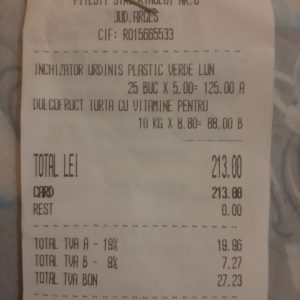 PITESTI STR.
JUD.ARGES
CIF: RO15665533
INCHIZATOR URDINIS PLASTIC VERDE LUN
25 BUC X 5.00= 125.00 A
DULCOFRUCT TURTA CU VITAMINE PENTRU
10 KG X 8.80= 88.00 B
TOTAL LEI 213.00
CARD 213.00
REST 0.00
TOTAL TVA A - 19% 19.96
TOTAL TVA B - 9% 7.27
TOTAL TVA BON 27.23